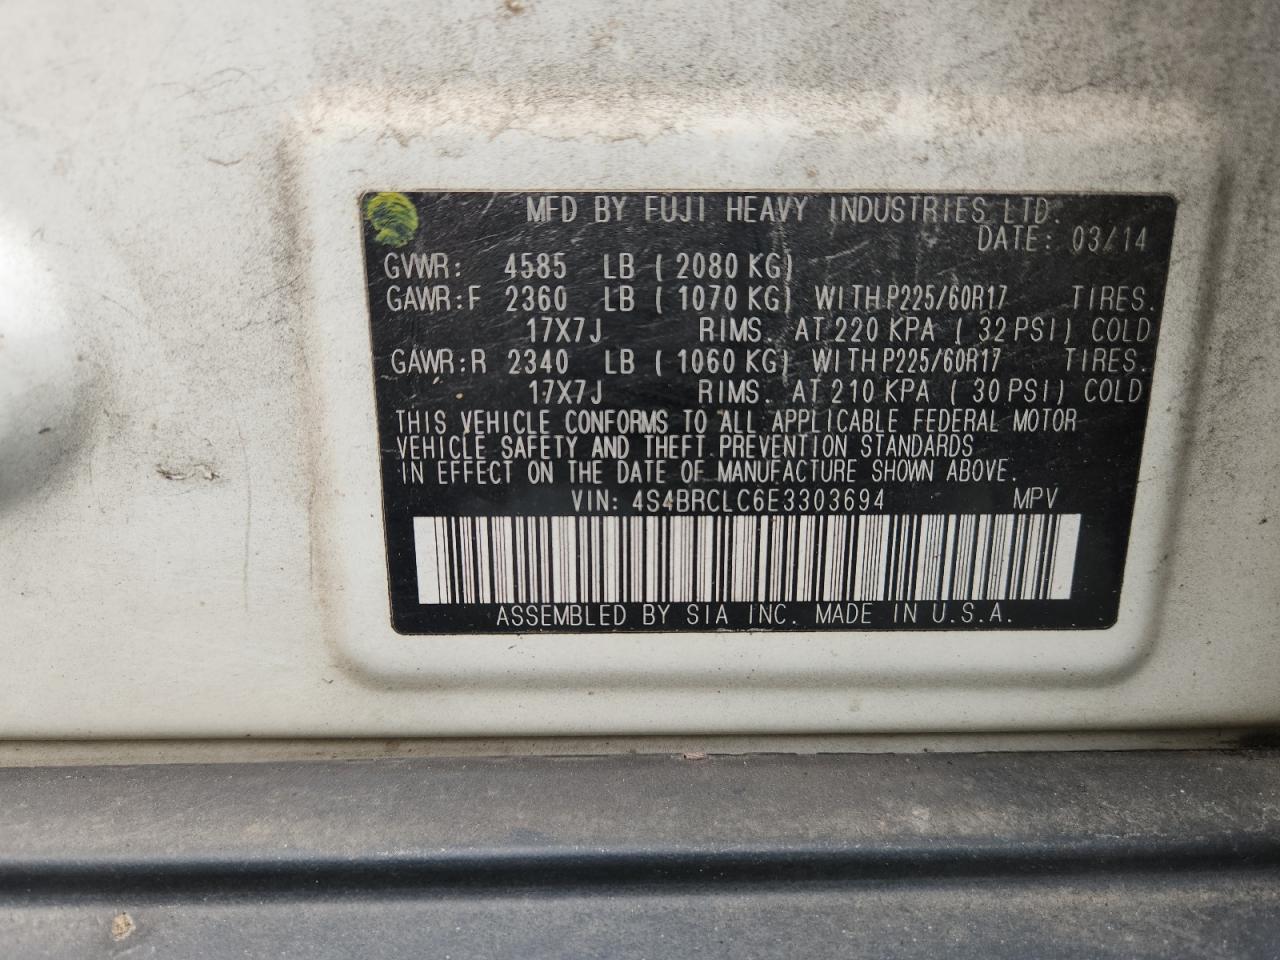 MFD BY FUJI HEAVY INDUSTRIES LTD.
DATE: 03/14
GVWR: 4585 LB ( 2080 KG)
GAWR:F 2360 LB ( 1070 KG) WITH P225/60R17 TIRES.
17X7J RIMS. AT 220 KPA ( 32 PSI) COLD
GAWR:R 2340 LB ( 1060 KG) WITH P225/60R17 TIRES.
17X7J RIMS. AT 210 KPA ( 30 PSI) COLD
THIS VEHICLE CONFORMS TO ALL APPLICABLE FEDERAL MOTOR
VEHICLE SAFETY AND THEFT PREVENTION STANDARDS
IN EFFECT ON THE DATE OF MANUFACTURE SHOWN ABOVE.
VIN: 4S4BRCLC6E3303694 MPV
ASSEMBLED BY SIA INC. MADE IN U.S.A.